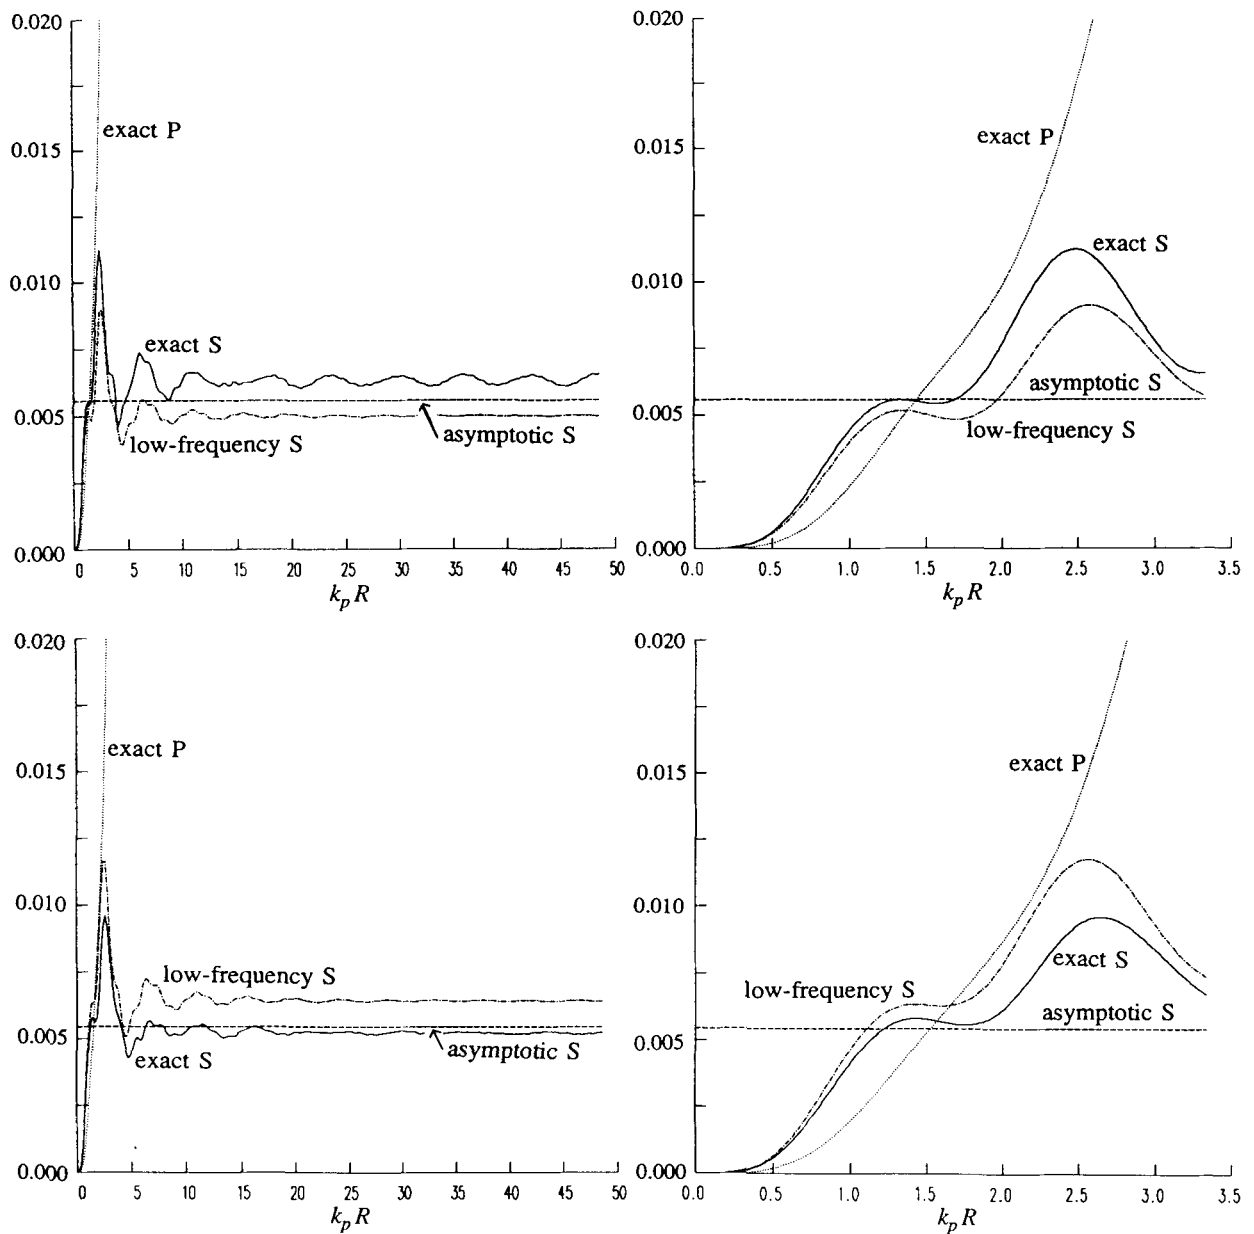 0.020
0.015
0.010
0.005
0.000
exact P
exact S
low-frequency S
asymptotic S
0 5 10 15 20 25 30 35 40 45 50
k_p R
0.020
0.015
0.010
0.005
0.000
exact P
exact S
asymptotic S
low-frequency S
0.0 0.5 1.0 1.5 2.0 2.5 3.0 3.5
k_p R
0.020
0.015
0.010
0.005
0.000
exact P
low-frequency S
exact S
asymptotic S
0 5 10 15 20 25 30 35 40 45 50
k_p R
0.020
0.015
0.010
0.005
0.000
exact P
low-frequency S
exact S
asymptotic S
0.0 0.5 1.0 1.5 2.0 2.5 3.0 3.5
k_p R